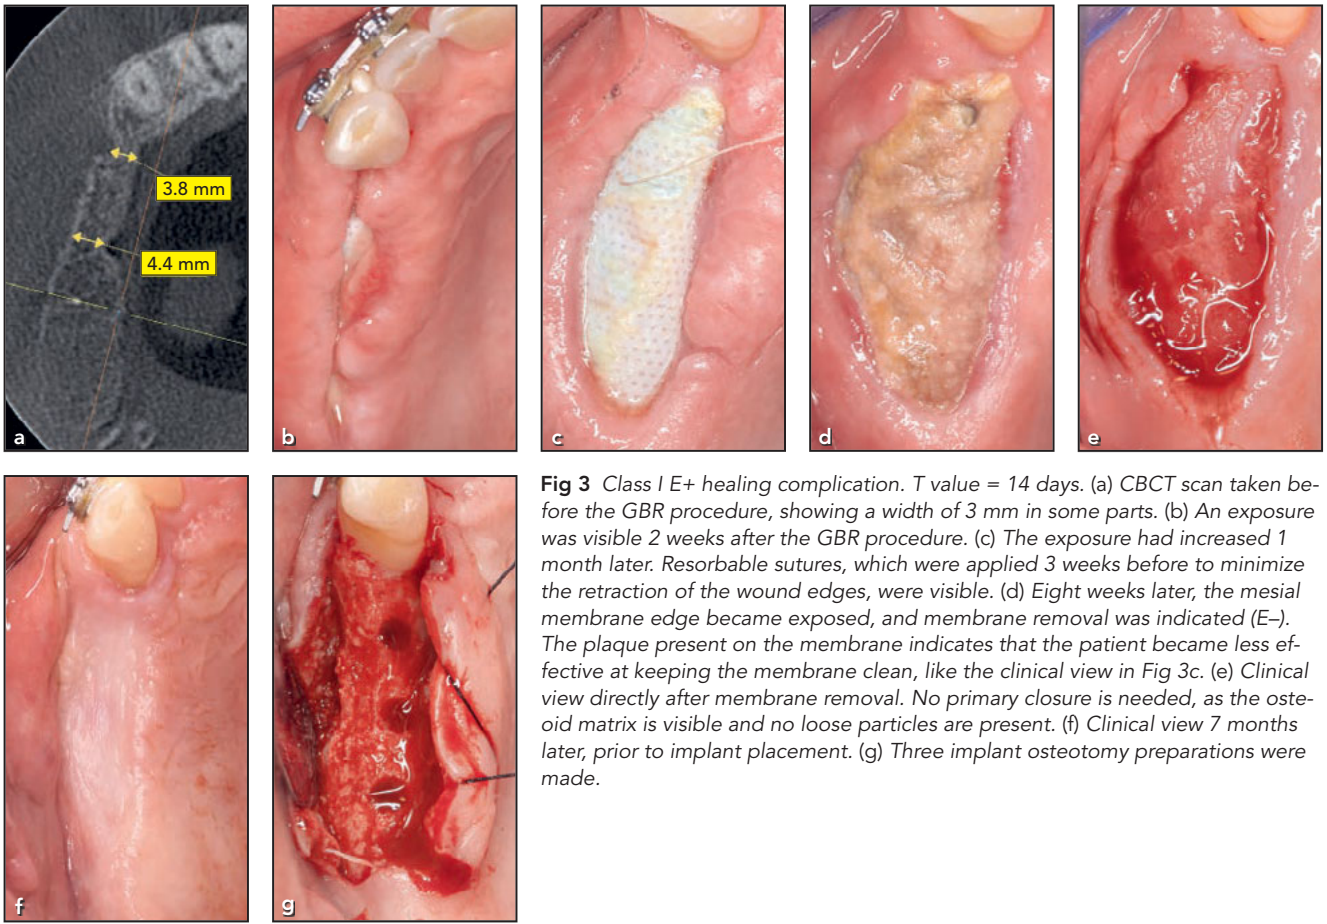 3.8 mm
4.4 mm
a
b
c
d
e
f
g
Fig 3 Class I E+ healing complication. T value = 14 days. (a) CBCT scan taken be-
fore the GBR procedure, showing a width of 3 mm in some parts. (b) An exposure
was visible 2 weeks after the GBR procedure. (c) The exposure had increased 1
month later. Resorbable sutures, which were applied 3 weeks before to minimize
the retraction of the wound edges, were visible. (d) Eight weeks later, the mesial
membrane edge became exposed, and membrane removal was indicated (E–).
The plaque present on the membrane indicates that the patient became less ef-
fective at keeping the membrane clean, like the clinical view in Fig 3c. (e) Clinical
view directly after membrane removal. No primary closure is needed, as the oste-
oid matrix is visible and no loose particles are present. (f) Clinical view 7 months
later, prior to implant placement. (g) Three implant osteotomy preparations were
made.